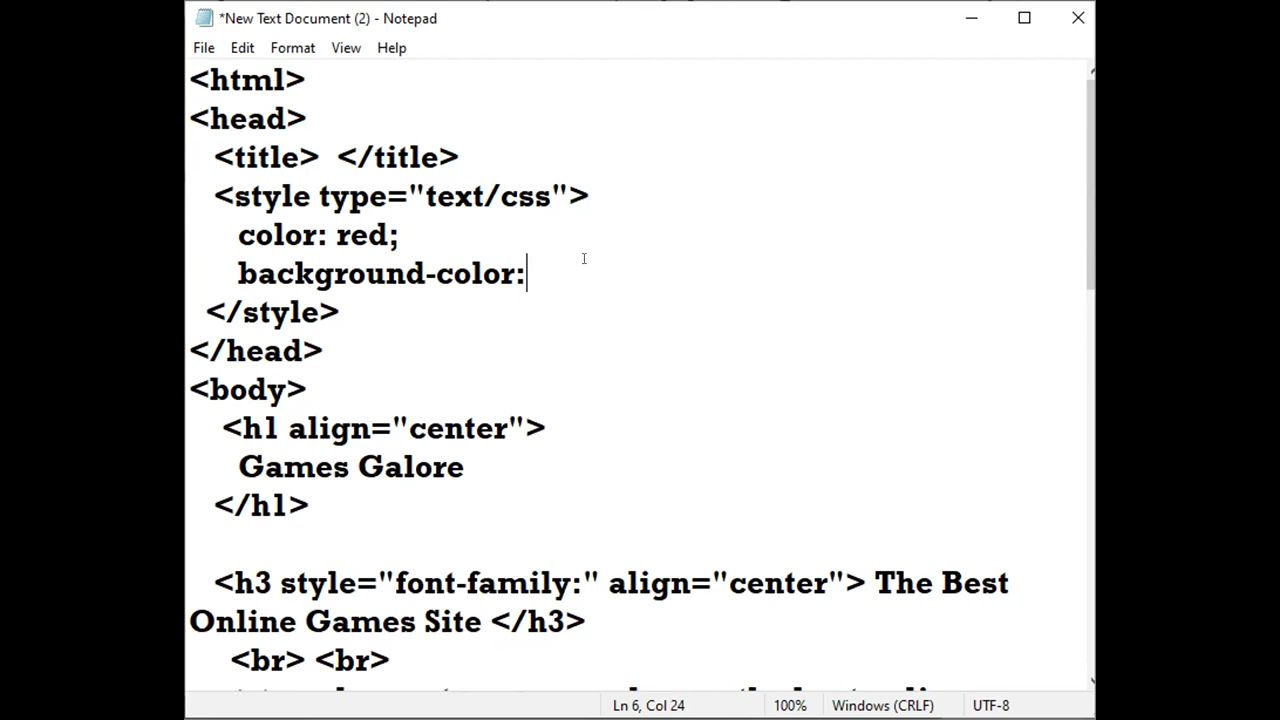 *New Text Document (2) - Notepad
File Edit Format View Help
<html>
<head>
<title> </title>
<style type="text/css">
color: red;
background-color:
</style>
</head>
<body>
<h1 align="center">
Games Galore
</h1>
<h3 style="font-family:" align="center"> The Best
Online Games Site </h3>
<br> <br>
Ln 6, Col 24 100% Windows (CRLF) UTF-8